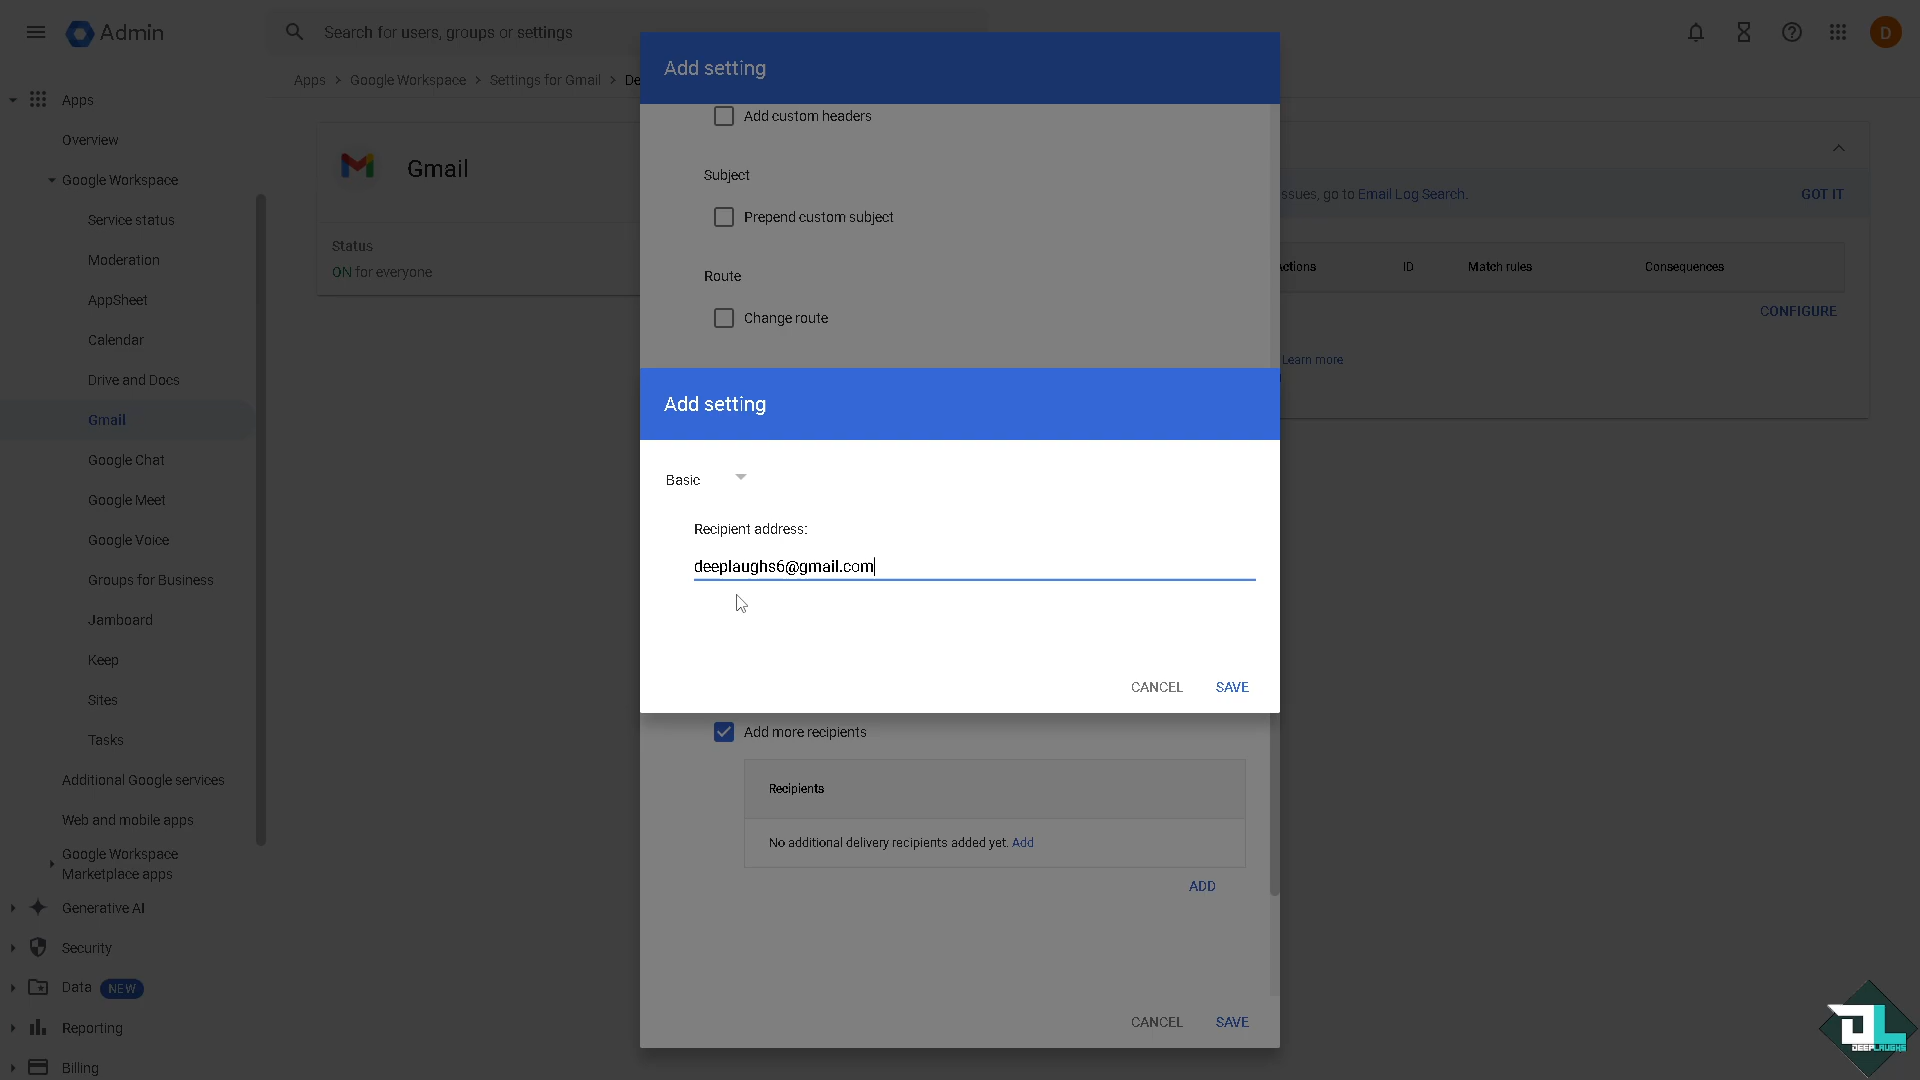 Admin
Search for users, groups or settings
D
Apps > Google Workspace > Settings for Gmail > De
Apps
Overview
Google Workspace
Service status
Moderation
AppSheet
Calendar
Drive and Docs
Gmail
Google Chat
Google Meet
Google Voice
Groups for Business
Jamboard
Keep
Sites
Tasks
Additional Google services
Web and mobile apps
Google Workspace
Marketplace apps
Generative AI
Security
Data NEW
Reporting
Billing
Gmail
Status
ON for everyone
Add setting
Add custom headers
Subject
Prepend custom subject
Route
Change route
Add setting
Basic
Recipient address:
deeplaughs6@gmail.com
CANCEL SAVE
Add more recipients
Recipients
No additional delivery recipients added yet. Add
ADD
CANCEL SAVE
ssues, go to Email Log Search.
GOT IT
ctions ID Match rules Consequences
CONFIGURE
Learn more
DL
DEEPLAUGHS